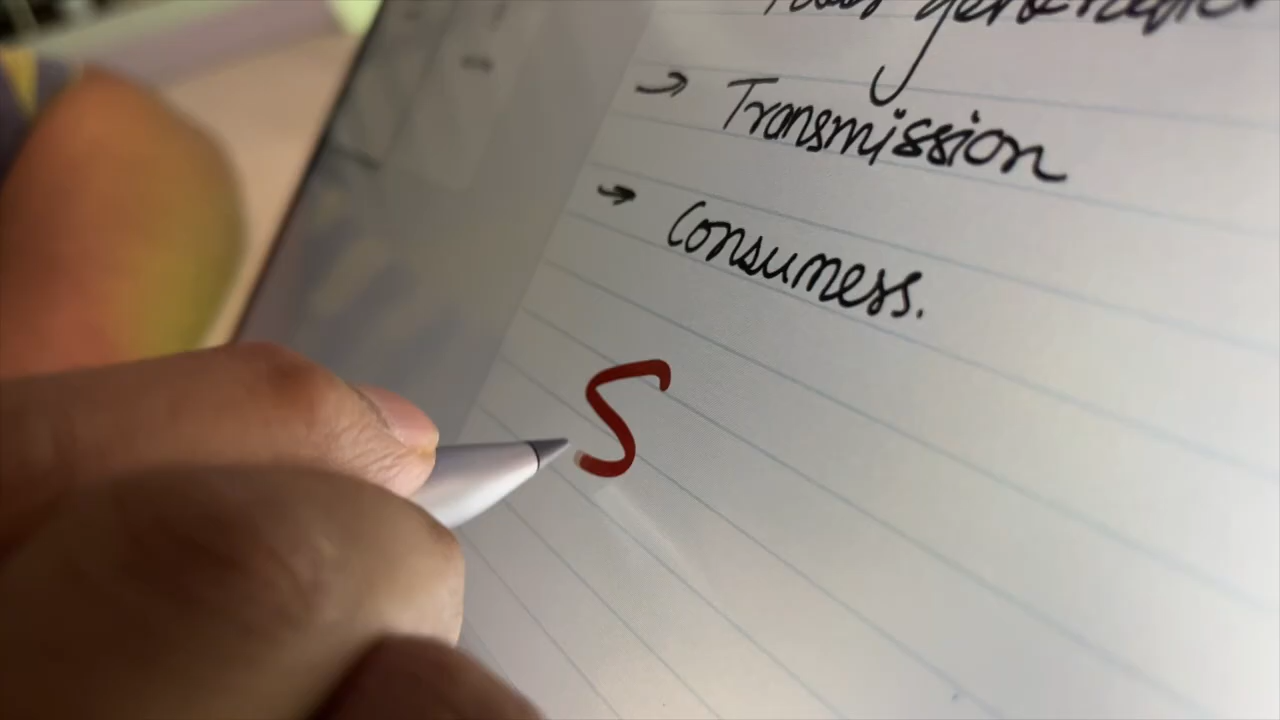 → Transmission
→ Consumess.
S